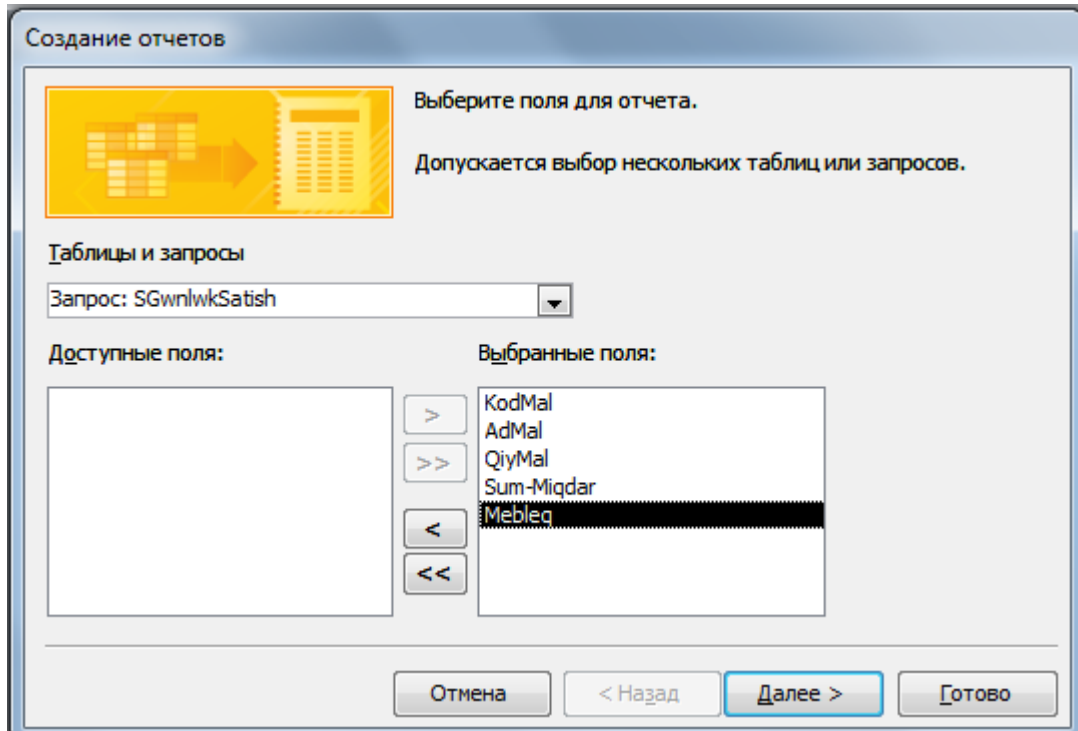 Создание отчетов
Выберите поля для отчета.
Допускается выбор нескольких таблиц или запросов.
Таблицы и запросы
Запрос: SGwnlwkSatish
Доступные поля:
Выбранные поля:
>
>>
<
<<
KodMal
AdMal
QiyMal
Sum-Miqdar
Mebleq
Отмена
< Назад
Далее >
Готово